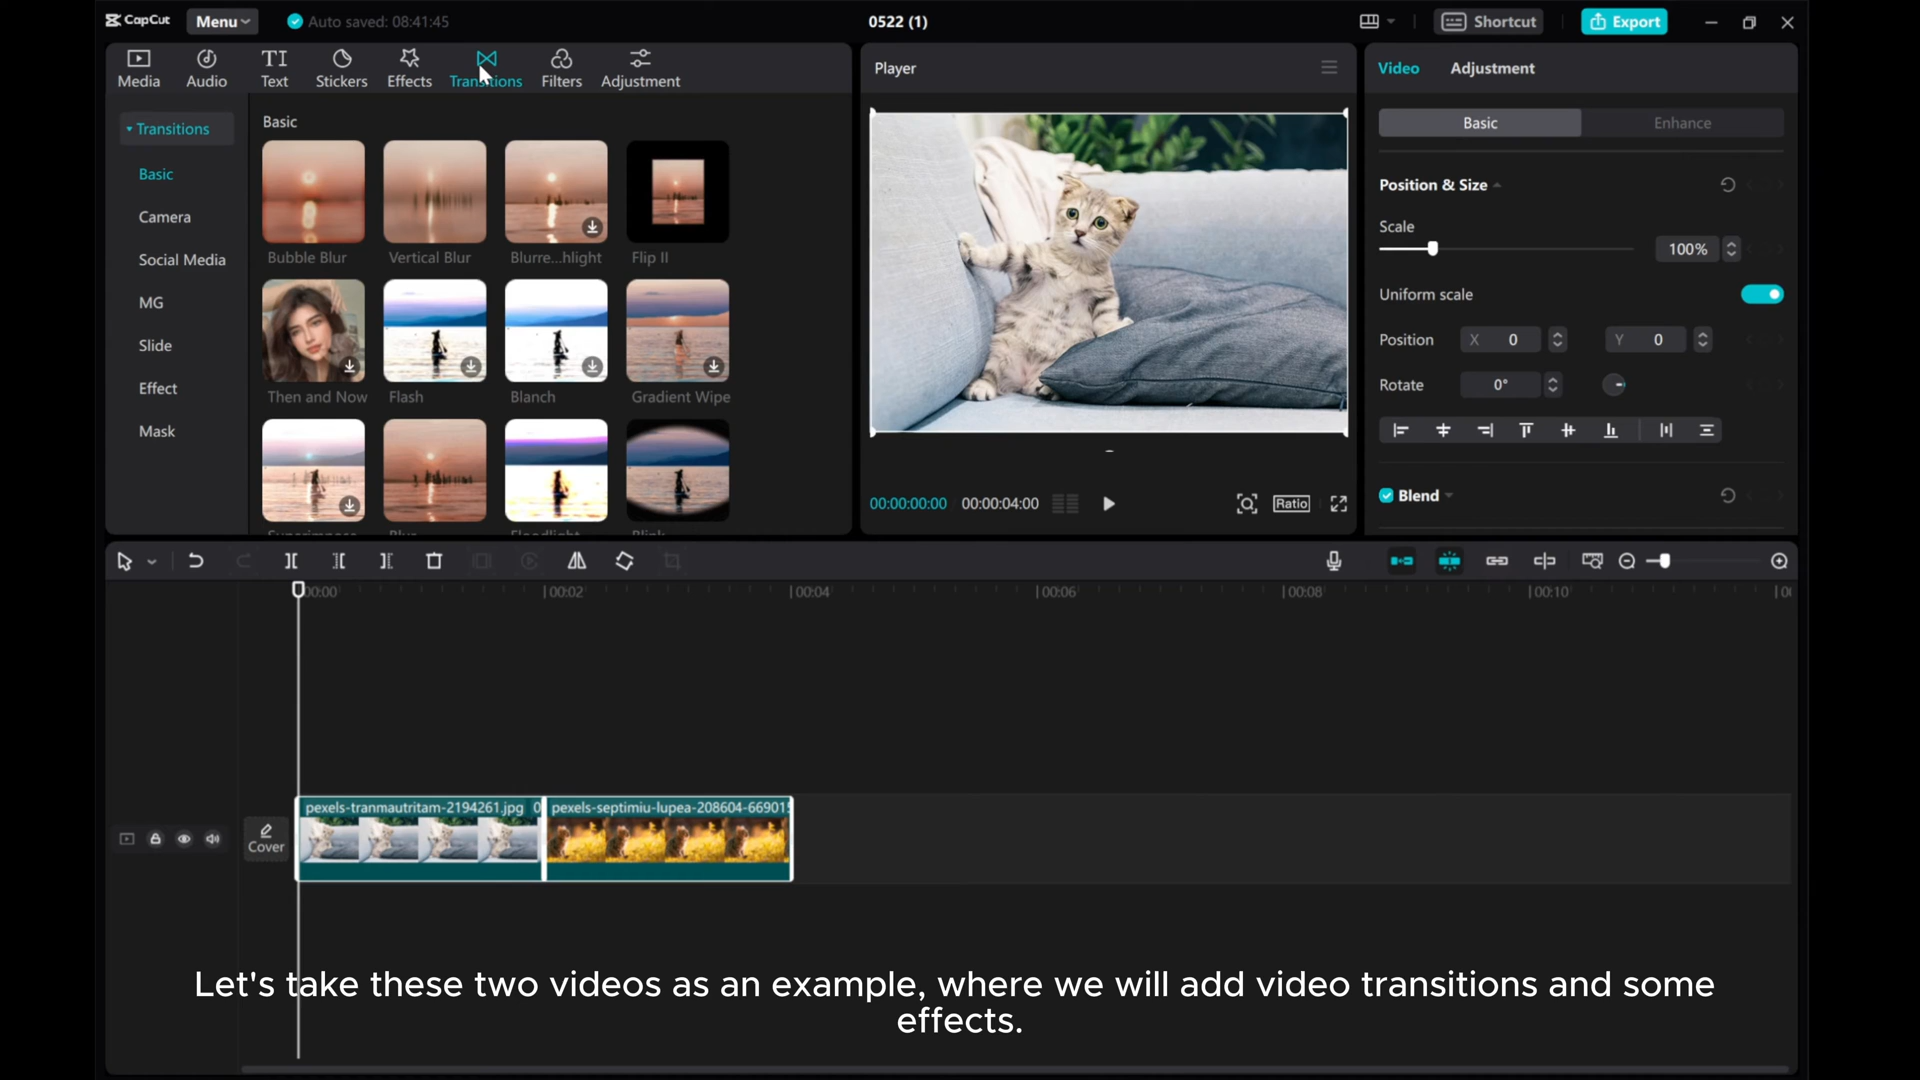 CapCut
Menu
Auto saved: 08:41:45
0522 (1)
Shortcut
Export
Media
Audio
TI
Text
Stickers
Effects
Transitions
Filters
Adjustment
Transitions
Basic
Camera
Social Media
MG
Slide
Effect
Mask
Basic
Bubble Blur
Vertical Blur
Blurre...hlight
Flip II
Then and Now
Flash
Blanch
Gradient Wipe
Player
00:00:00:00
00:00:04:00
Ratio
Video
Adjustment
Basic
Enhance
Position & Size
Scale
100%
Uniform scale
Position
X 0
Y 0
Rotate
0°
Blend
00:00
00:02
00:04
00:06
00:08
00:10
Cover
pexels-tranmautritam-2194261.jpg 0
pexels-septimiu-lupea-208604-66901
Let's take these two videos as an example, where we will add video transitions and some
effects.